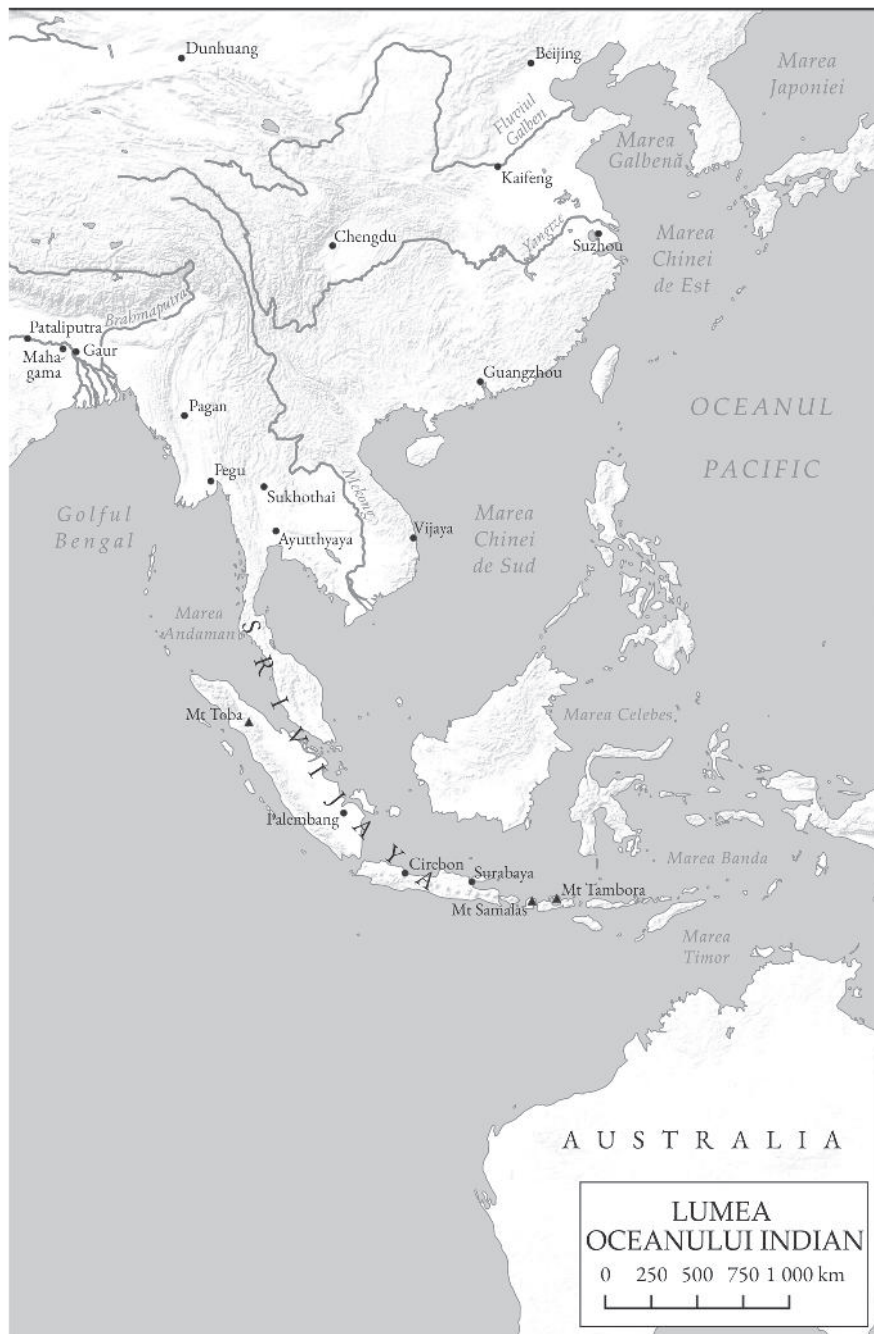 Dunhuang
Beijing
Marea
Japoniei
Fluviul
Galben
Marea
Galbenă
Kaifeng
Chengdu
Yangtze
Suzhou
Marea
Chinei
de Est
Brahmaputra
Pataliputra
Maha
gama
Gaur
Guangzhou
Pagan
OCEANUL
PACIFIC
Pegu
Sukhothai
Mekong
Golful
Bengal
Ayutthyaya
Vijaya
Marea
Chinei
de Sud
Marea
Andaman
SRIVIJAYA
Mt Toba
Marea Celebes
Palembang
Cirebon
Surabaya
Marea Banda
Mt Tambora
Mt Samalas
Marea
Timor
AUSTRALIA
LUMEA
OCEANULUI INDIAN
0 250 500 750 1 000 km